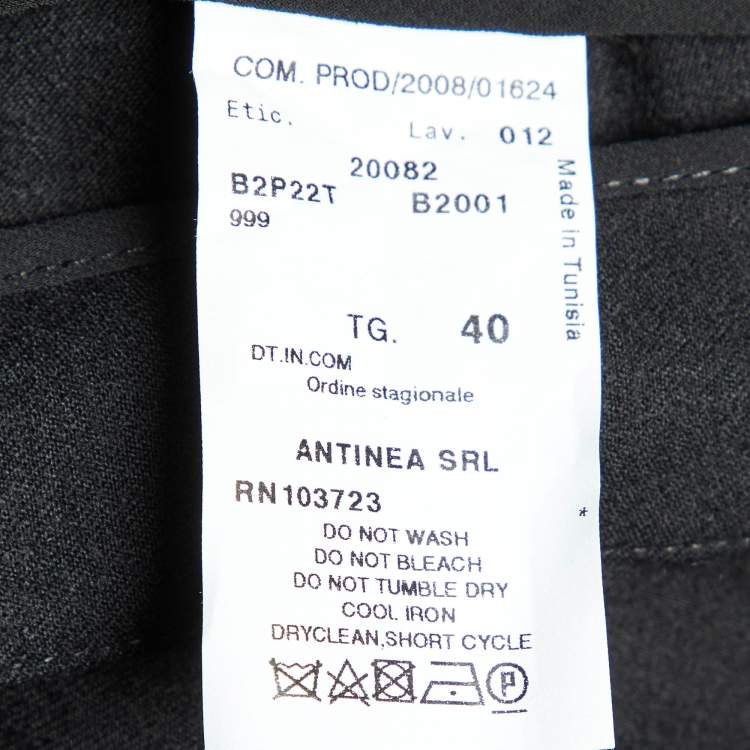 COM. PROD/2008/01624
Etic. Lav. 012
20082
B2P22T B2001
999
Made in Tunisia
TG. 40
DT.IN.COM
Ordine stagionale
ANTINEA SRL
RN103723
*
DO NOT WASH
DO NOT BLEACH
DO NOT TUMBLE DRY
COOL IRON
DRYCLEAN,SHORT CYCLE
P